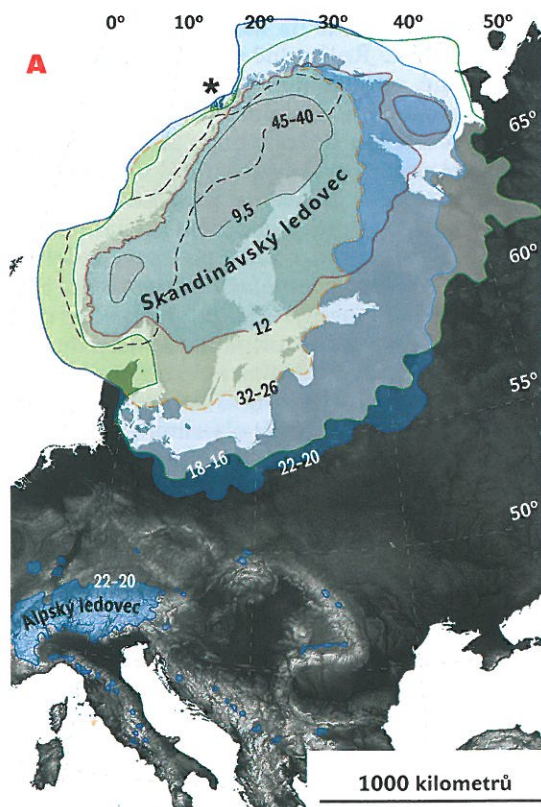 0° 10° 20° 30° 40° 50°
A
*
65°
45–40
9,5
Skandinávský ledovec
60°
12
55°
32–26
18–16
22–20
50°
22–20
Alpský ledovec
1000 kilometrů